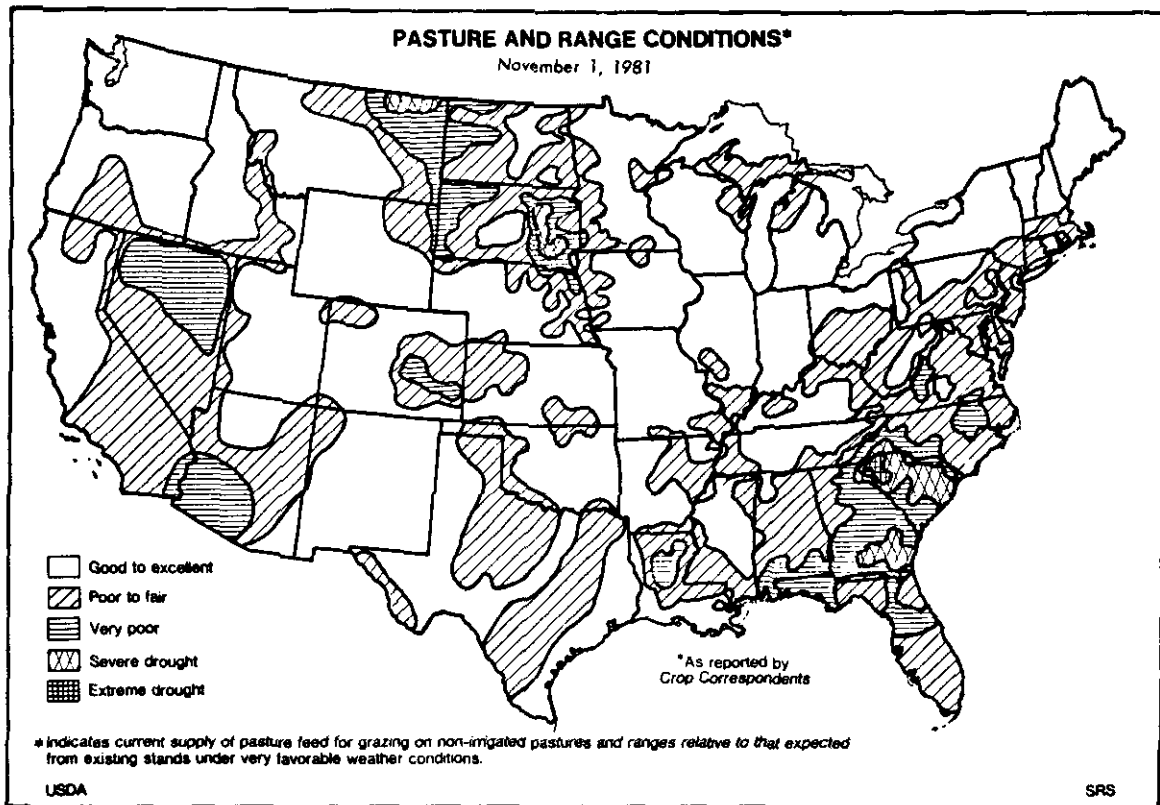 PASTURE AND RANGE CONDITIONS*
November 1, 1981
Good to excellent
Poor to fair
Very poor
Severe drought
Extreme drought
*As reported by
Crop Correspondents
* Indicates current supply of pasture feed for grazing on non-irrigated pastures and ranges relative to that expected
from existing stands under very favorable weather conditions.
USDA
SRS